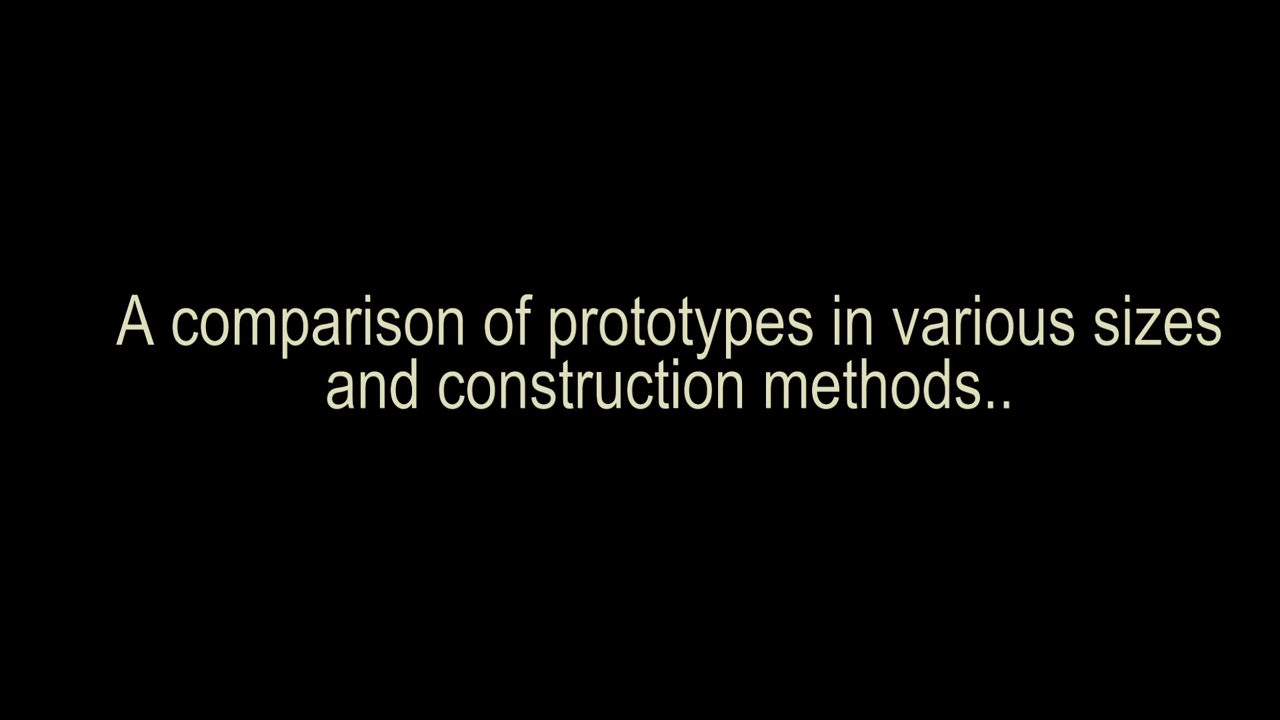 A comparison of prototypes in various sizes
and construction methods..